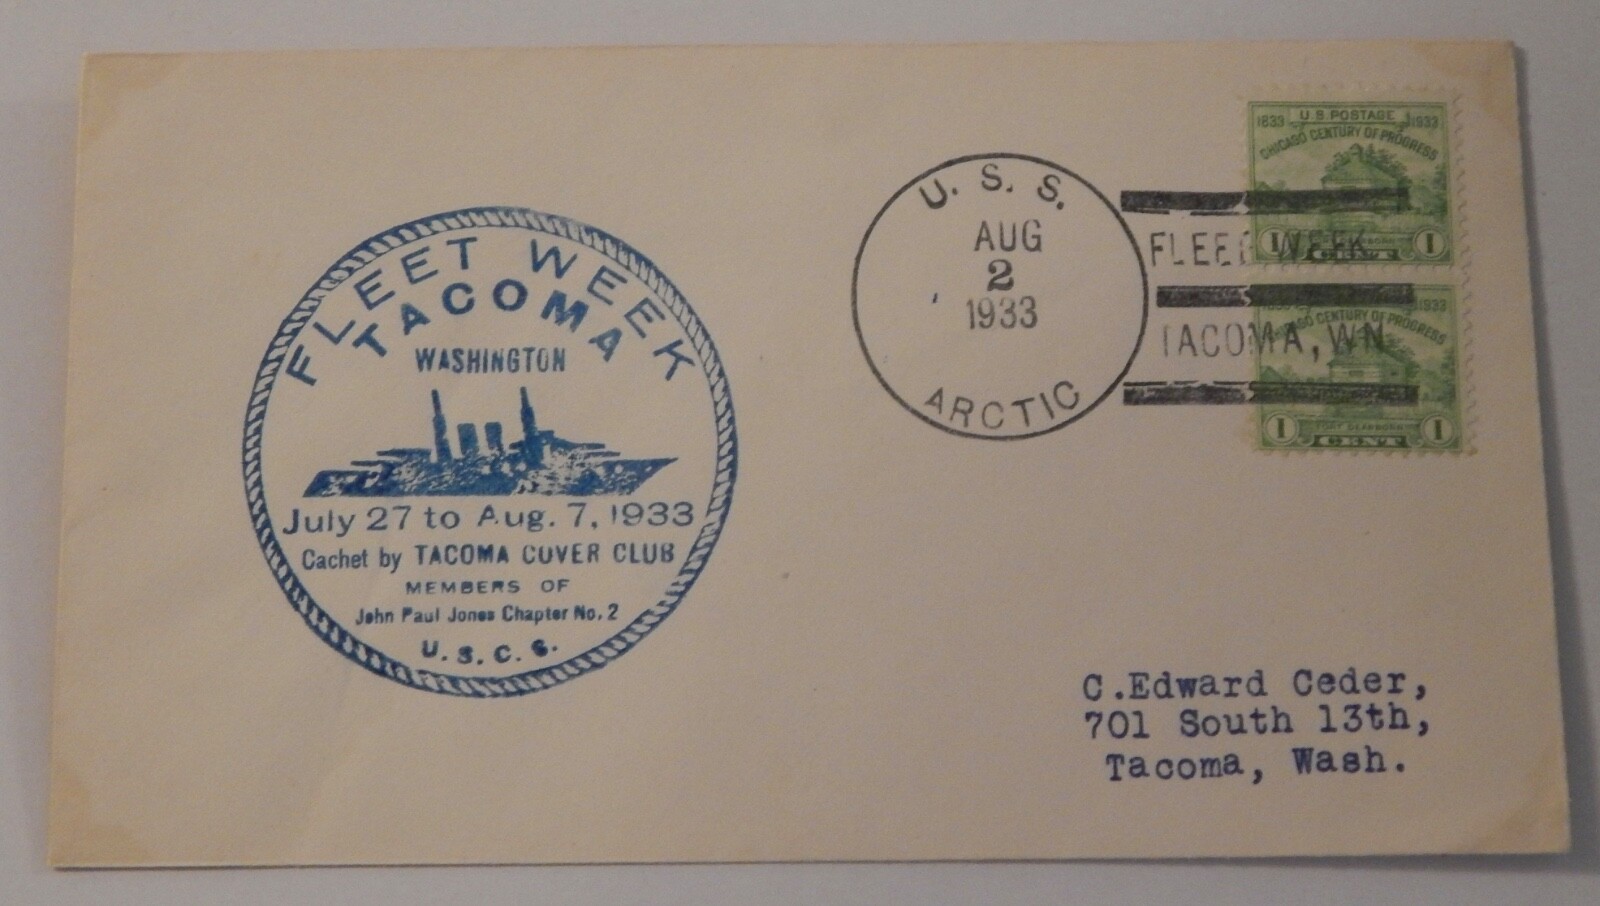 FLEET WEEK
TACOMA
WASHINGTON
July 27 to Aug. 7, 1933
Cachet by TACOMA COVER CLUB
MEMBERS OF
John Paul Jones Chapter No. 2
U. S. C. S.
U. S. S.
AUG
2
1933
ARCTIC
FLEET WEEK
TACOMA, WN
1833 U.S. POSTAGE 1933
CHICAGO CENTURY OF PROGRESS
1 CENT 1
1933
CHICAGO CENTURY OF PROGRESS
FORT DEARBORN
1 CENT 1
C.Edward Ceder,
701 South 13th,
Tacoma, Wash.